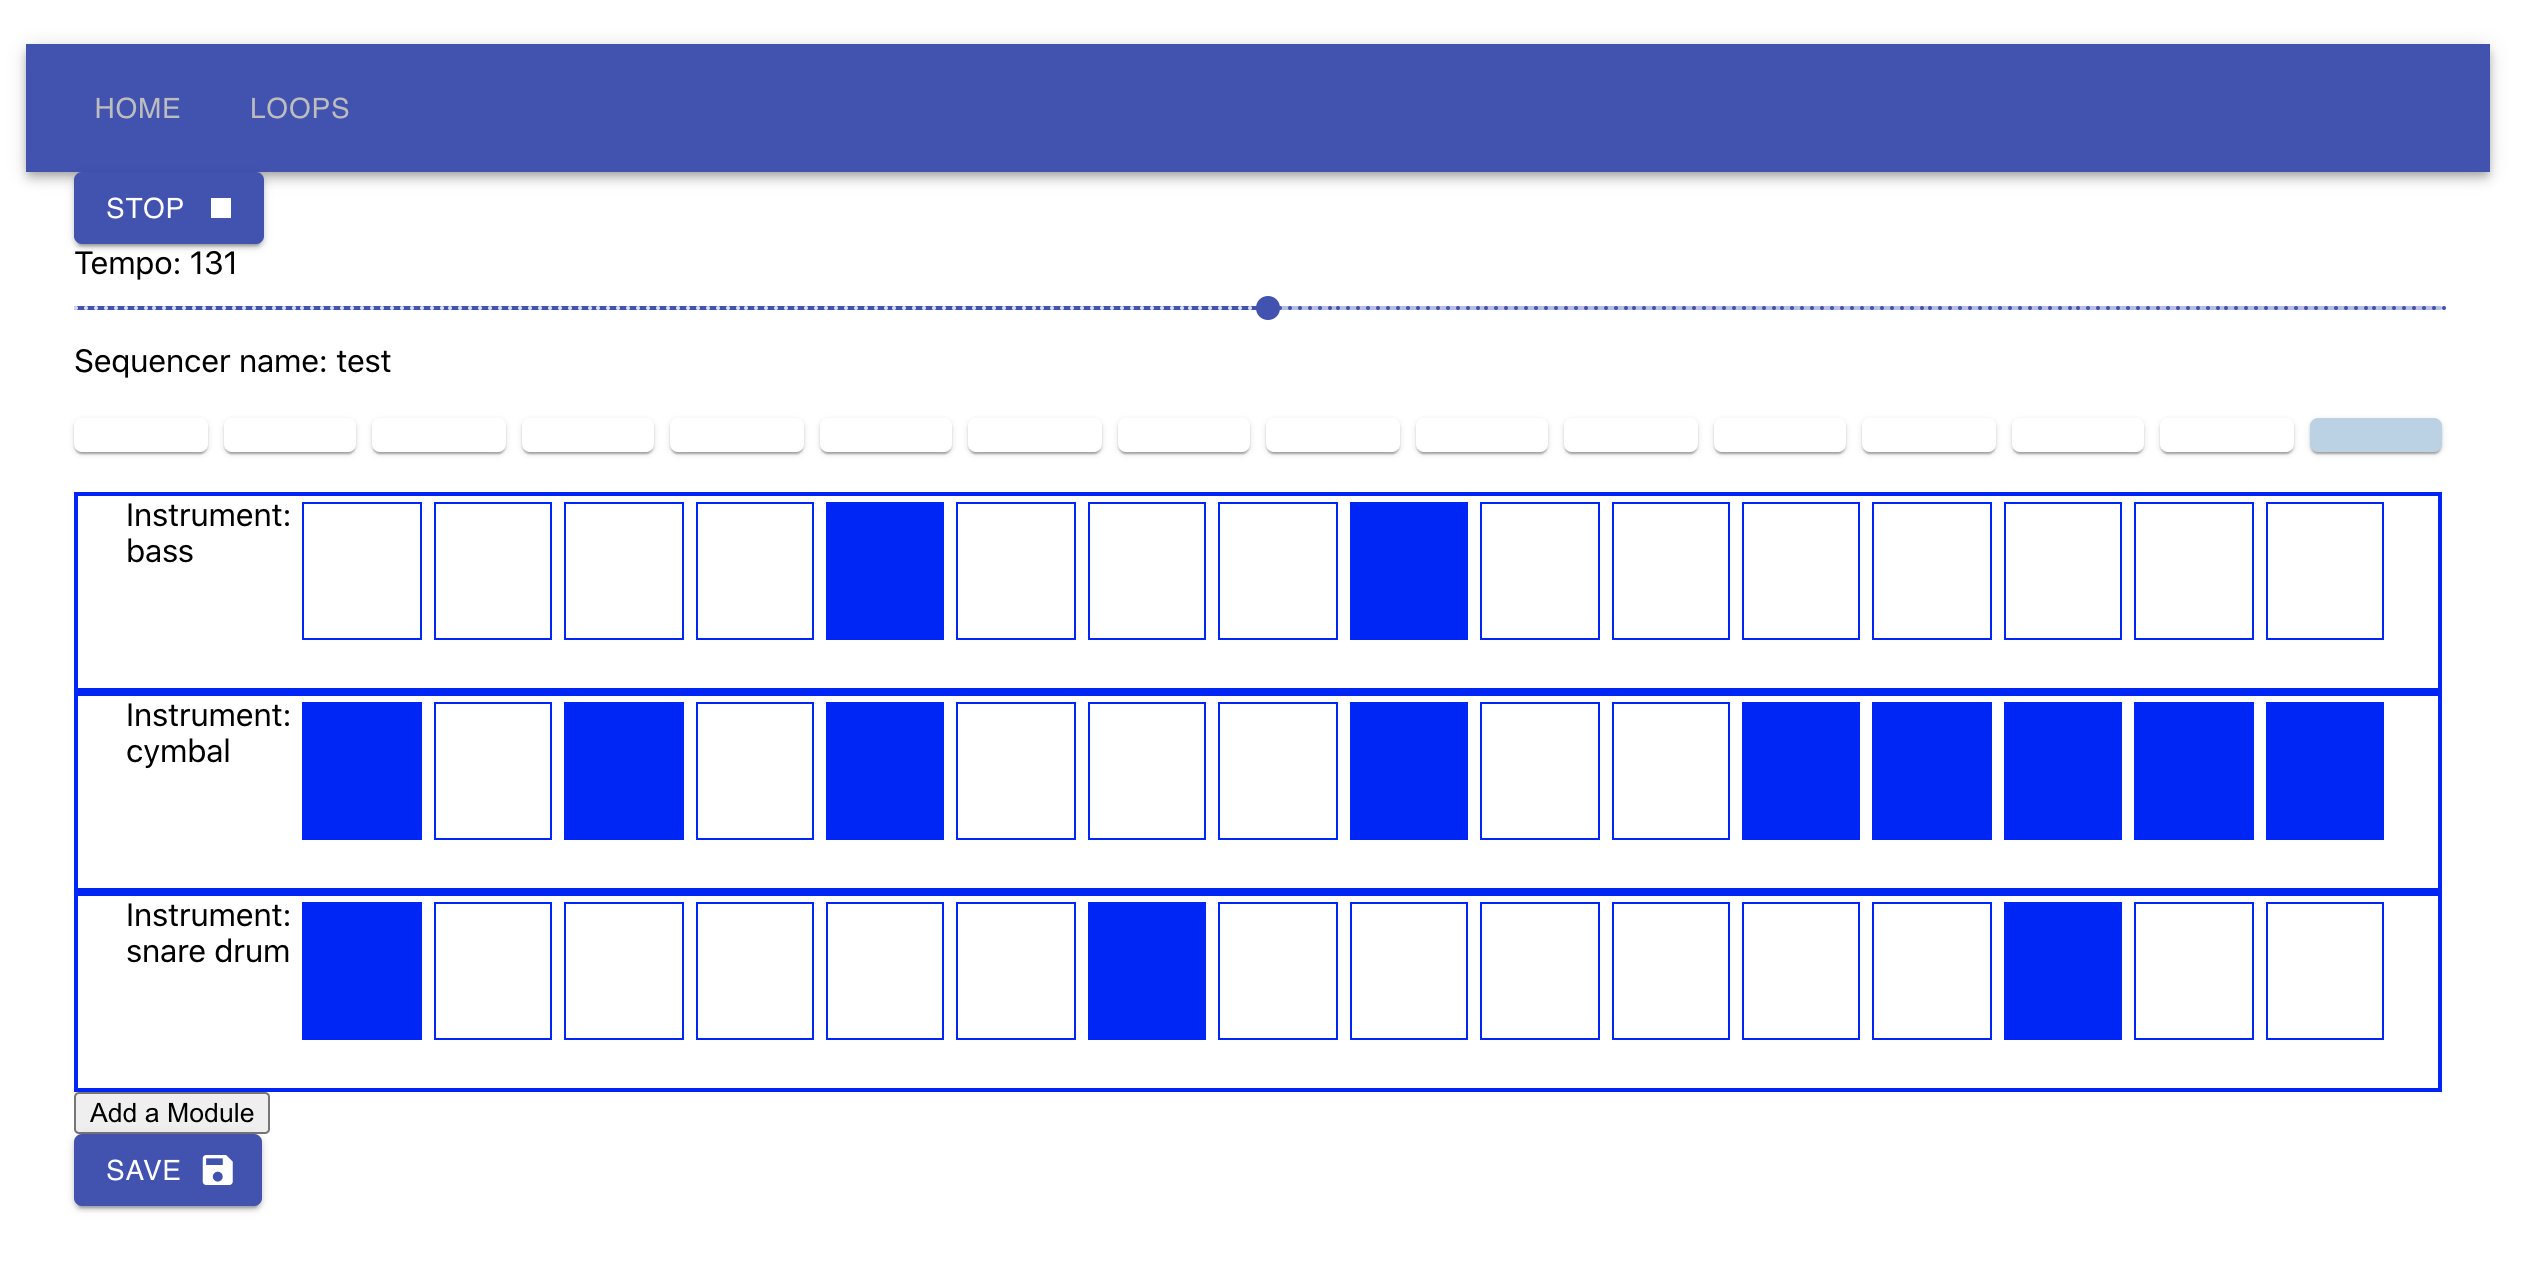 HOME LOOPS
STOP
Tempo: 131
Sequencer name: test
Instrument:
bass
Instrument:
cymbal
Instrument:
snare drum
Add a Module
SAVE